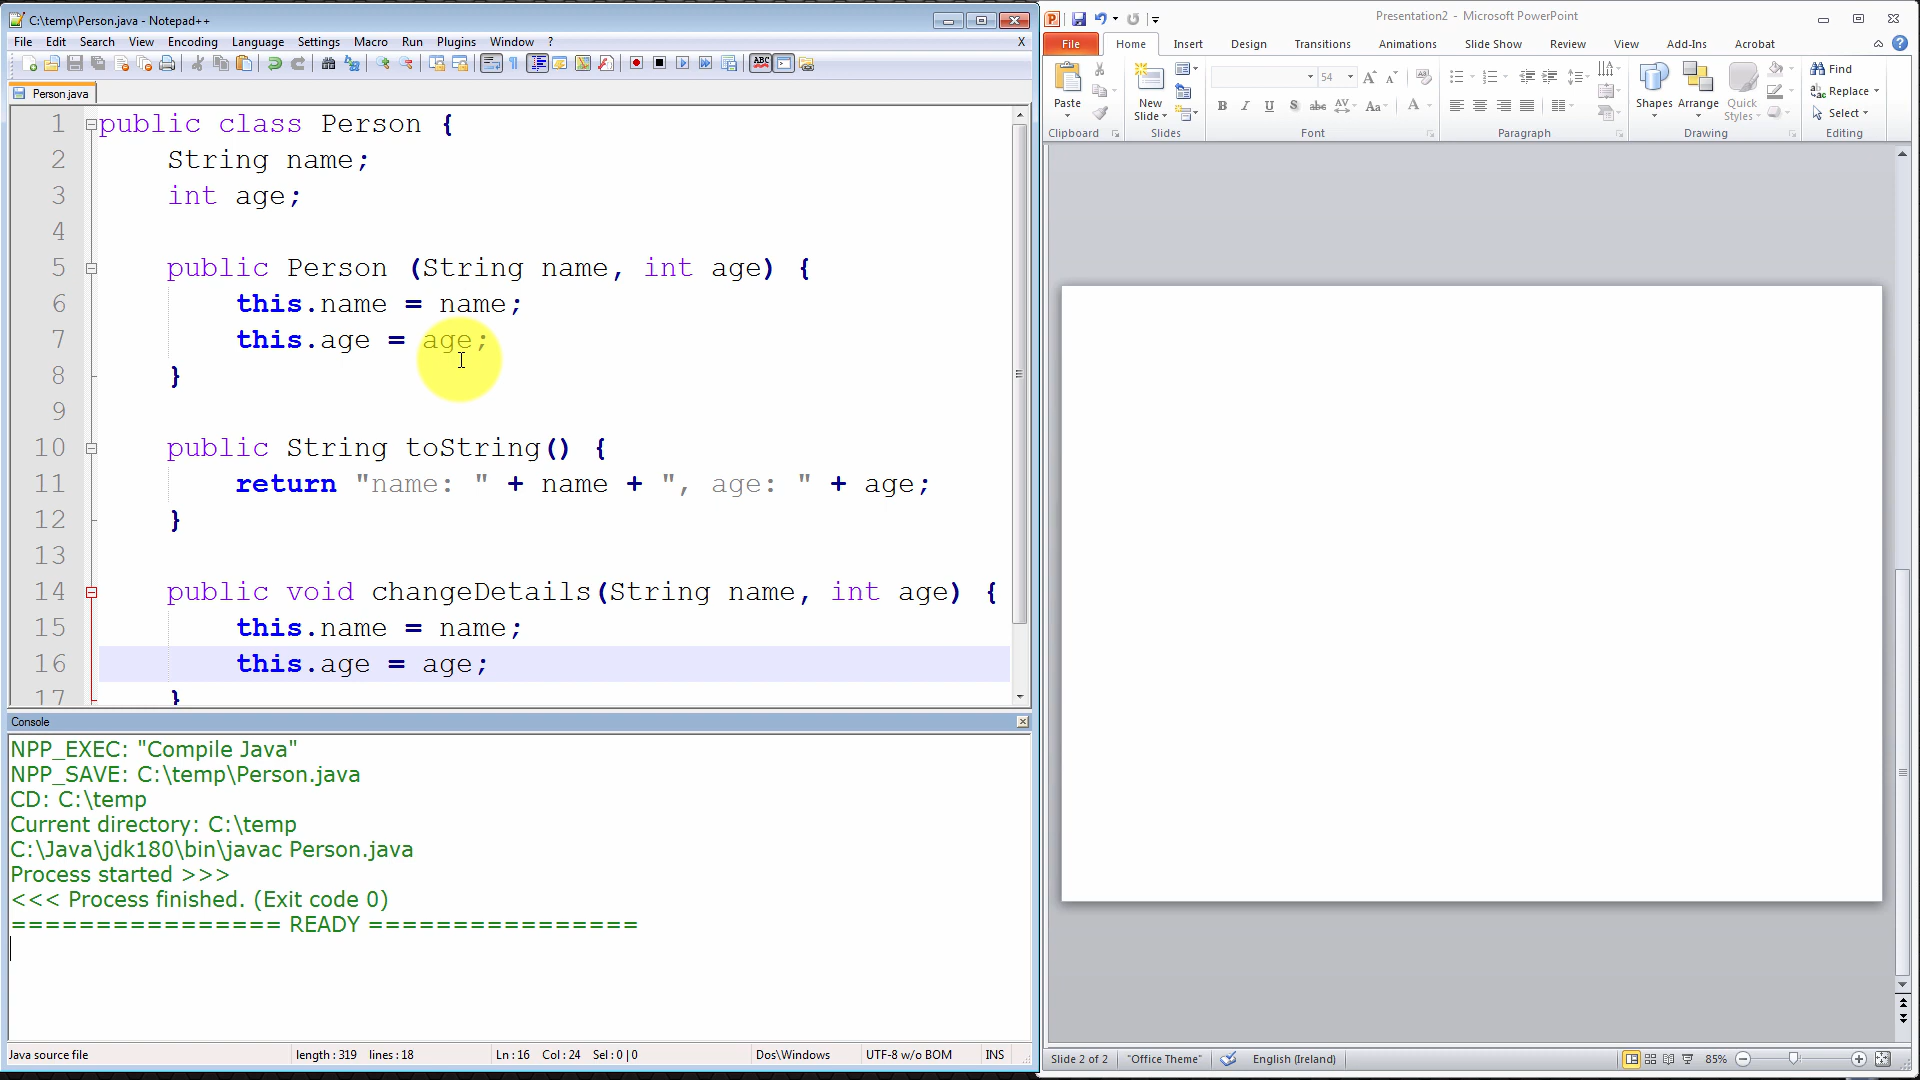 C:\temp\Person.java - Notepad++
File Edit Search View Encoding Language Settings Macro Run Plugins Window ? X
Person.java
1 public class Person {
2 String name;
3 int age;
4
5 public Person (String name, int age) {
6 this.name = name;
7 this.age = age;
8 }
9
10 public String toString() {
11 return "name: " + name + ", age: " + age;
12 }
13
14 public void changeDetails(String name, int age) {
15 this.name = name;
16 this.age = age;
17 }
Console
NPP_EXEC: "Compile Java"
NPP_SAVE: C:\temp\Person.java
CD: C:\temp
Current directory: C:\temp
C:\Java\jdk180\bin\javac Person.java
Process started >>>
<<< Process finished. (Exit code 0)
================ READY ================
Java source file length : 319 lines : 18 Ln : 16 Col : 24 Sel : 0 | 0 Dos\Windows UTF-8 w/o BOM INS
Presentation2 - Microsoft PowerPoint
File Home Insert Design Transitions Animations Slide Show Review View Add-Ins Acrobat
54
Paste
New Slide
Shapes Arrange Quick Styles
Find
Replace
Select
Clipboard Slides Font Paragraph Drawing Editing
Slide 2 of 2 "Office Theme" English (Ireland) 85%